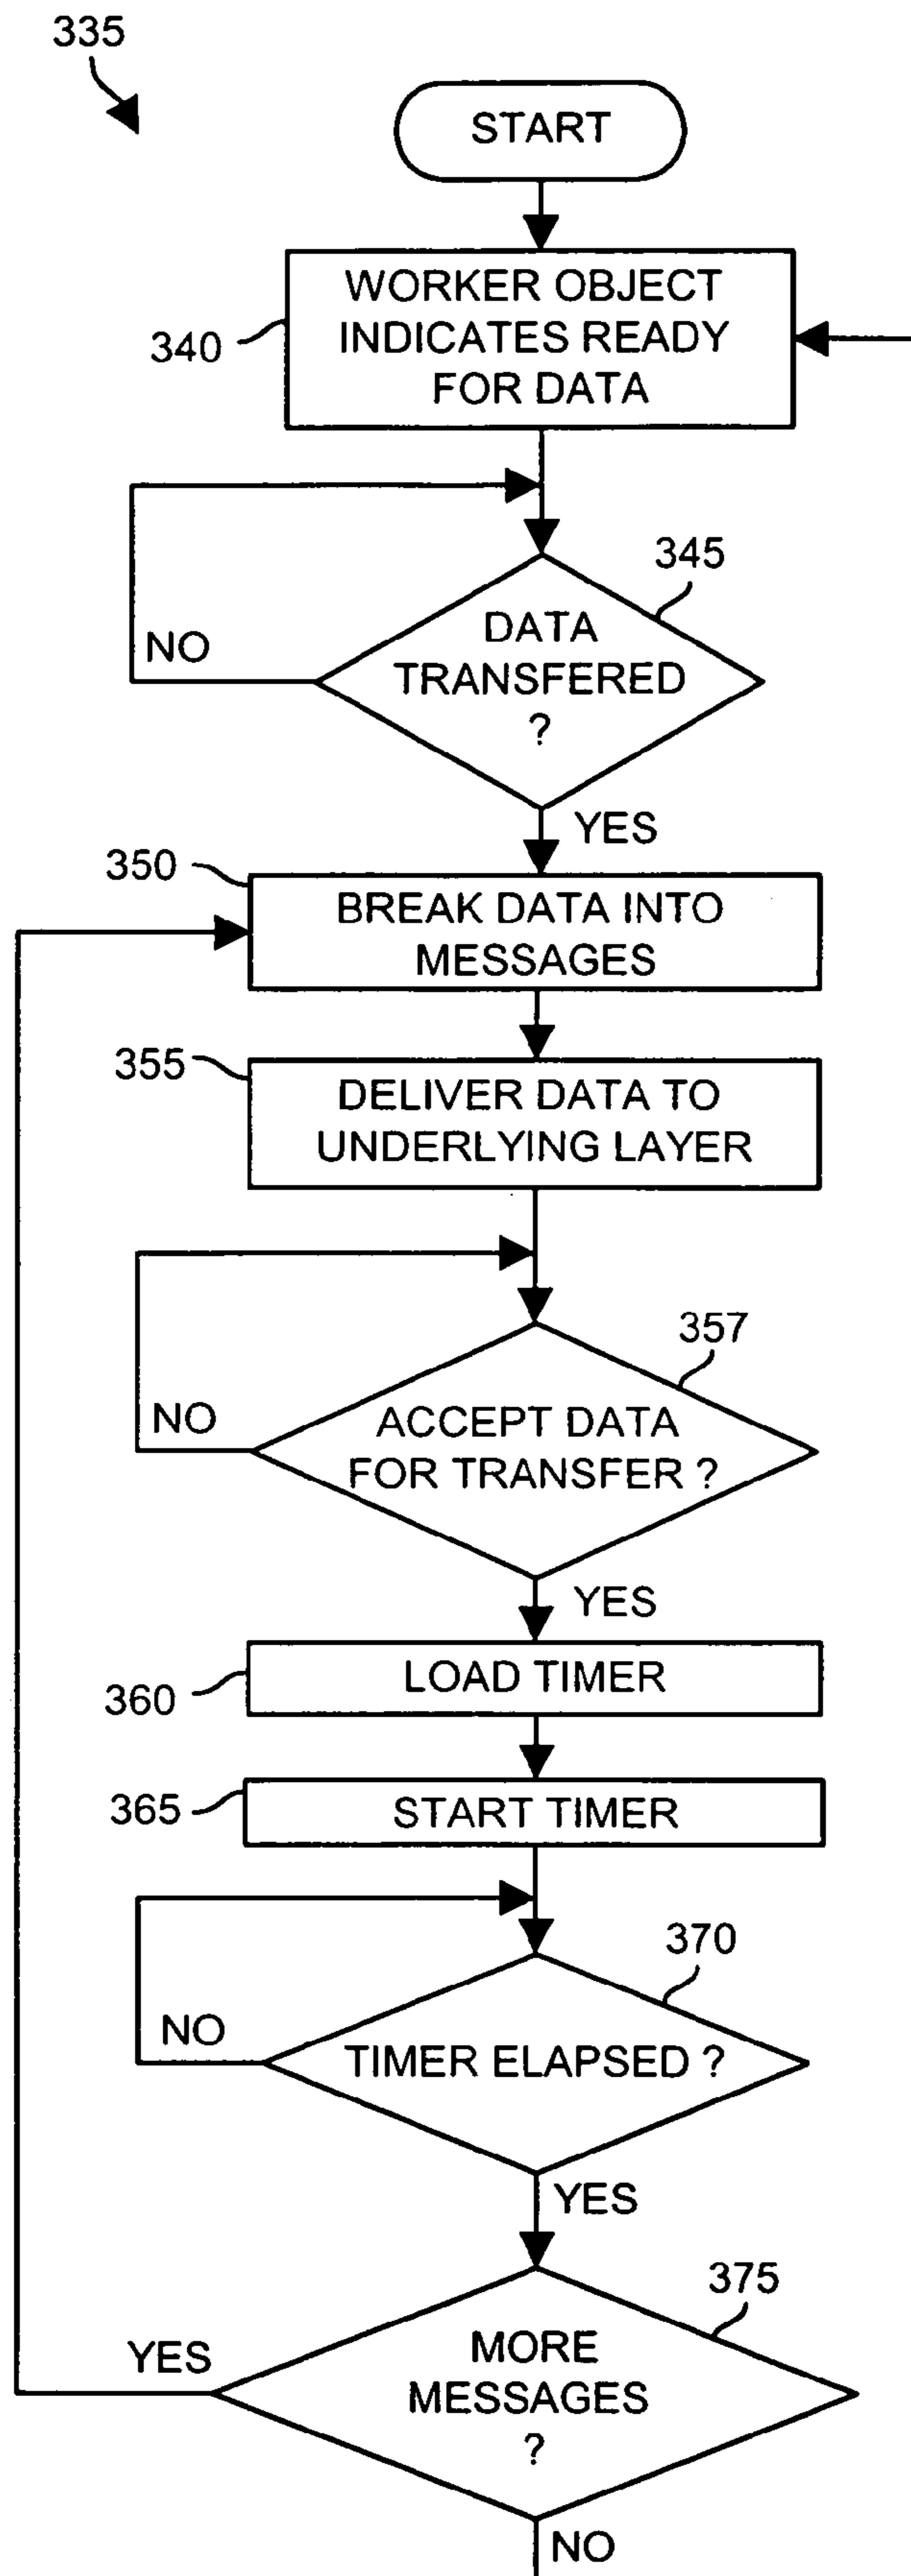 335
START
WORKER OBJECT
INDICATES READY
FOR DATA
340
345
DATA
TRANSFERED
?
NO
YES
350
BREAK DATA INTO
MESSAGES
355
DELIVER DATA TO
UNDERLYING LAYER
357
ACCEPT DATA
FOR TRANSFER ?
NO
YES
LOAD TIMER
360
365
START TIMER
370
NO
TIMER ELAPSED ?
YES
375
YES
MORE
MESSAGES
?
NO